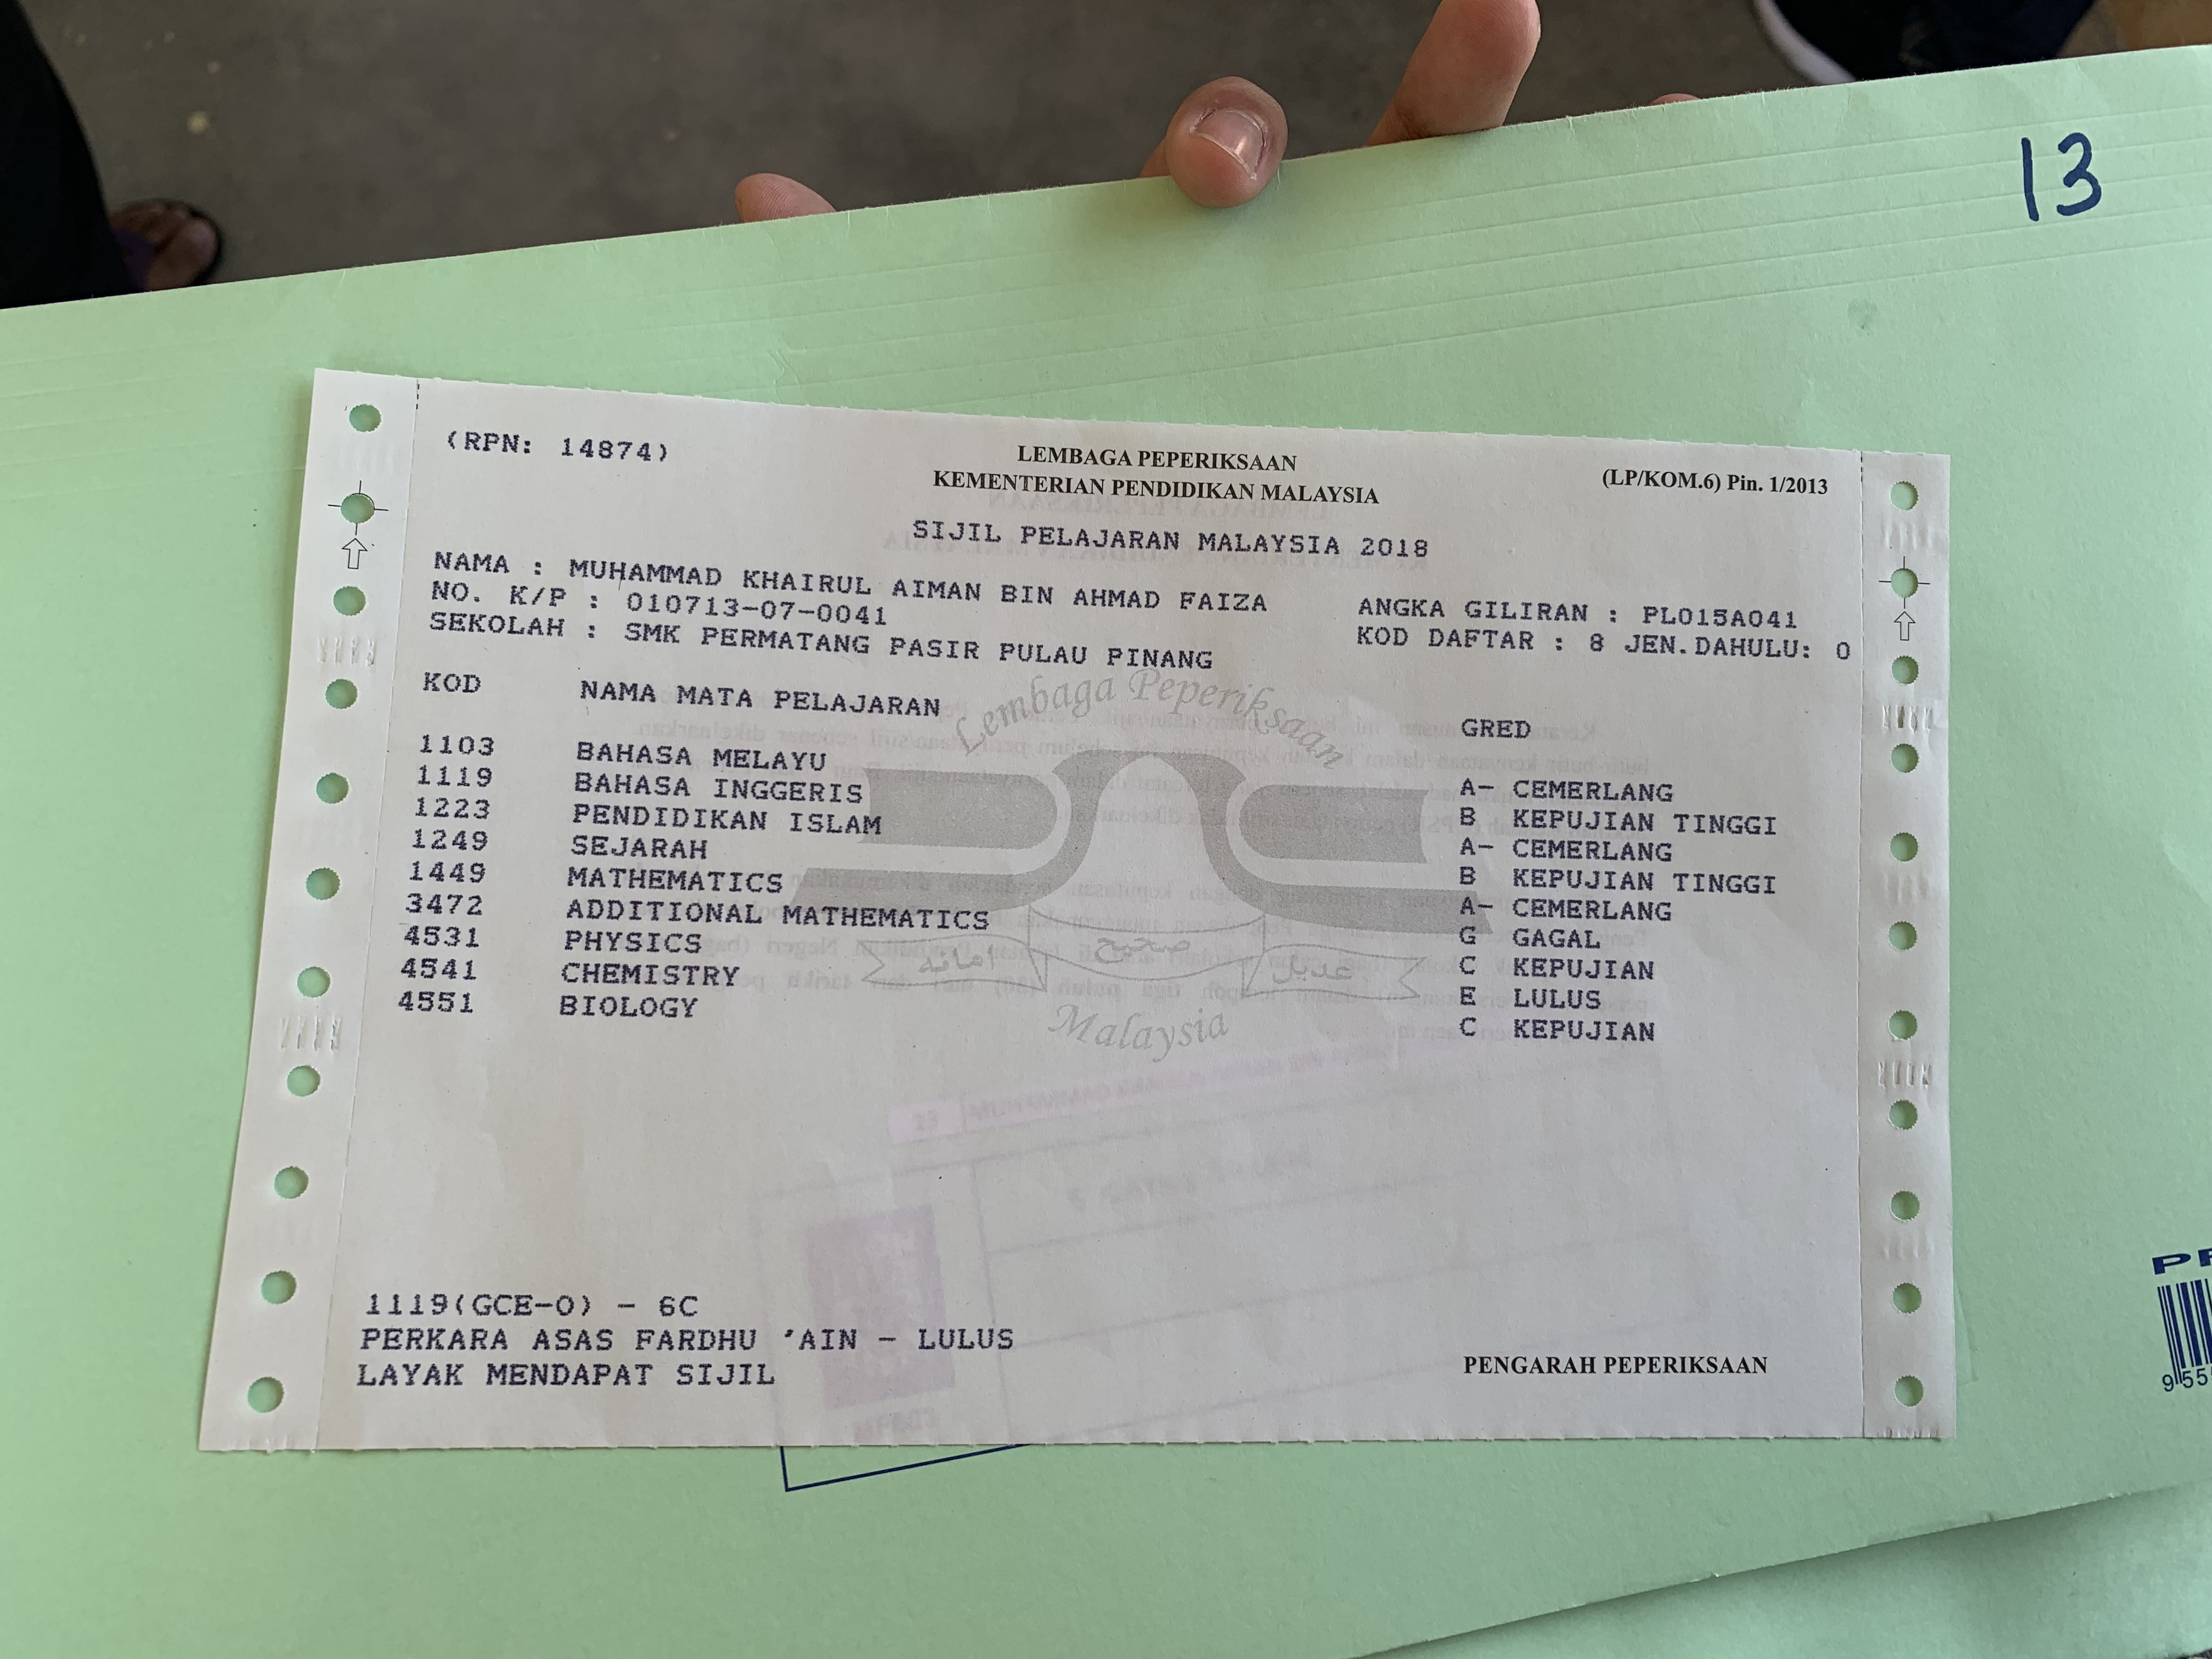 13
PR
955
(LP/KOM.6) Pin. 1/2013
LEMBAGA PEPERIKSAAN
KEMENTERIAN PENDIDIKAN MALAYSIA
(RPN: 14874)
SIJIL PELAJARAN MALAYSIA 2018
NAMA : MUHAMMAD KHAIRUL AIMAN BIN AHMAD FAIZA ANGKA GILIRAN : PL015A041
NO. K/P : 010713-07-0041 KOD DAFTAR : 8 JEN.DAHULU: 0
SEKOLAH : SMK PERMATANG PASIR PULAU PINANG
KOD NAMA MATA PELAJARAN GRED
1103 BAHASA MELAYU A- CEMERLANG
1119 BAHASA INGGERIS B KEPUJIAN TINGGI
1223 PENDIDIKAN ISLAM A- CEMERLANG
1249 SEJARAH B KEPUJIAN TINGGI
1449 MATHEMATICS A- CEMERLANG
3472 ADDITIONAL MATHEMATICS G GAGAL
4531 PHYSICS C KEPUJIAN
4541 CHEMISTRY E LULUS
4551 BIOLOGY C KEPUJIAN
Lembaga Peperiksaan
امانه صحيح عديل
Malaysia
1119(GCE-O) - 6C
PERKARA ASAS FARDHU 'AIN - LULUS
LAYAK MENDAPAT SIJIL
PENGARAH PEPERIKSAAN